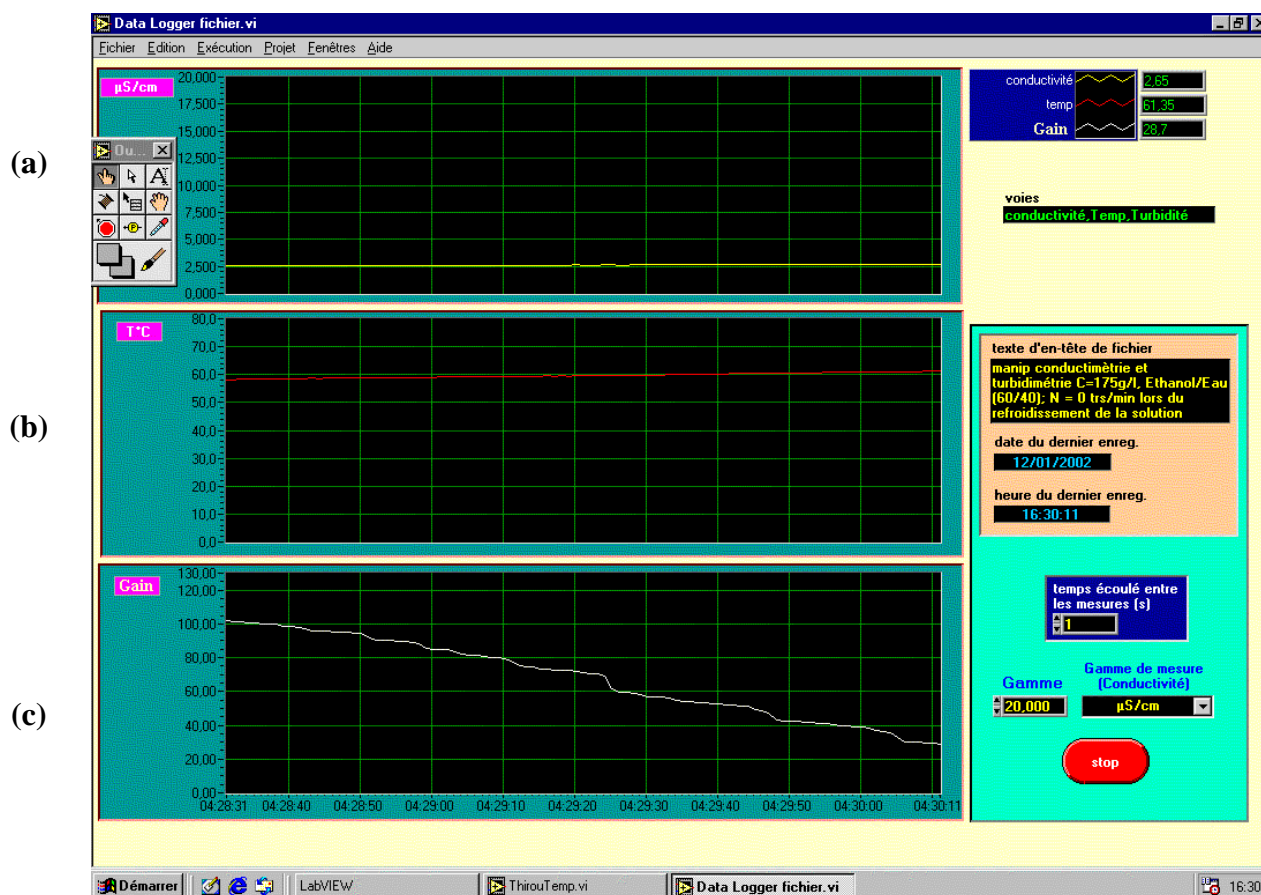 Data Logger fichier.vi
Fichier Edition Exécution Projet Fenêtres Aide
(a)
µS/cm
20,000
17,500
15,000
12,500
10,000
7,500
5,000
2,500
0,000
Ou...
A
P
conductivité 2,65
temp 61,35
Gain 28,7
voies
conductivité,Temp,Turbidité
(b)
T°C
80,0
70,0
60,0
50,0
40,0
30,0
20,0
10,0
0,0
texte d'en-tête de fichier
manip conductimètrie et
turbidimétrie C=175g/l, Ethanol/Eau
(60/40); N = 0 trs/min lors du
refroidissement de la solution
date du dernier enreg.
12/01/2002
heure du dernier enreg.
16:30:11
(c)
Gain
130,00
120,00
100,00
80,00
60,00
40,00
20,00
0,00
04:28:31 04:28:40 04:28:50 04:29:00 04:29:10 04:29:20 04:29:30 04:29:40 04:29:50 04:30:00 04:30:11
temps écoulé entre
les mesures (s)
1
Gamme
20,000
Gamme de mesure
(Conductivité)
µS/cm
stop
Démarrer LabVIEW ThirouTemp.vi Data Logger fichier.vi 16:30